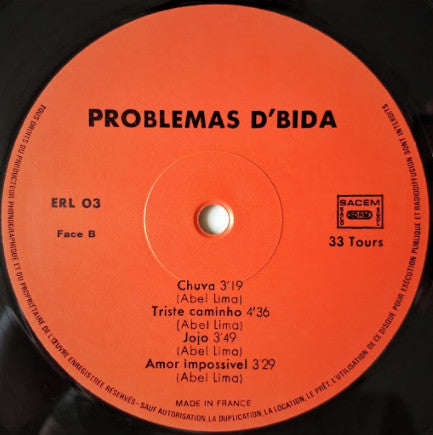 PROBLEMAS D'BIDA
ERL 03
Face B
SACEM
33 Tours
Chuva 3'19
(Abel Lima)
Triste caminho 4'36
(Abel Lima)
Jojo 3'49
(Abel Lima)
Amor impossivel 3'29
(Abel Lima)
MADE IN FRANCE
TOUS DROITS DU PRODUCTEUR PHONOGRAPHIQUE ET DU PROPRIETAIRE DE L'ŒUVRE ENREGISTREE RESERVES - SAUF AUTORISATION LA DUPLICATION, LA LOCATION, LE PRÊT, L'UTILISATION DE CE DISQUE POUR EXECUTION PUBLIQUE ET RADIODIFFUSION SONT INTERDITS